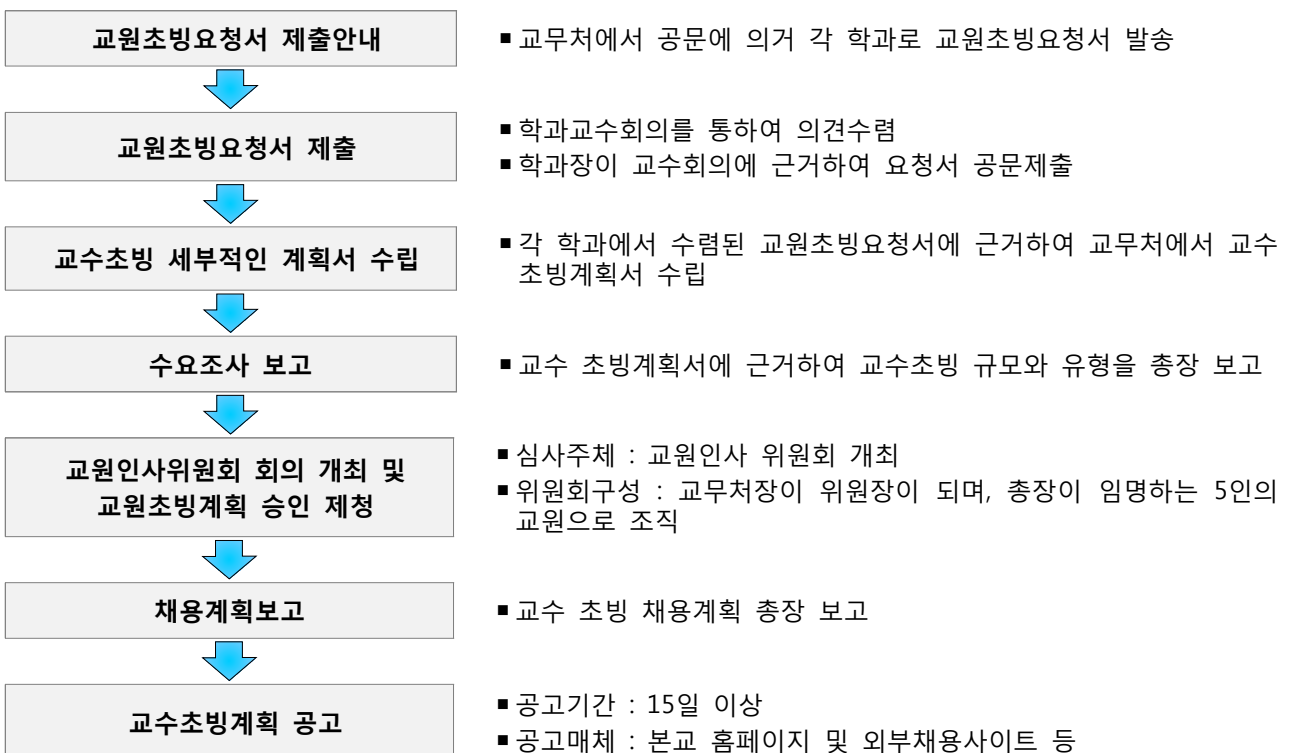 교원초빙요청서 제출안내
▪ 교무처에서 공문에 의거 각 학과로 교원초빙요청서 발송
교원초빙요청서 제출
▪ 학과교수회의를 통하여 의견수렴
▪ 학과장이 교수회의에 근거하여 요청서 공문제출
교수초빙 세부적인 계획서 수립
▪ 각 학과에서 수렴된 교원초빙요청서에 근거하여 교무처에서 교수
초빙계획서 수립
수요조사 보고
▪ 교수 초빙계획서에 근거하여 교수초빙 규모와 유형을 총장 보고
교원인사위원회 회의 개최 및
교원초빙계획 승인 제청
▪ 심사주체 : 교원인사 위원회 개최
▪ 위원회구성 : 교무처장이 위원장이 되며, 총장이 임명하는 5인의
교원으로 조직
채용계획보고
▪ 교수 초빙 채용계획 총장 보고
교수초빙계획 공고
▪ 공고기간 : 15일 이상
▪ 공고매체 : 본교 홈페이지 및 외부채용사이트 등